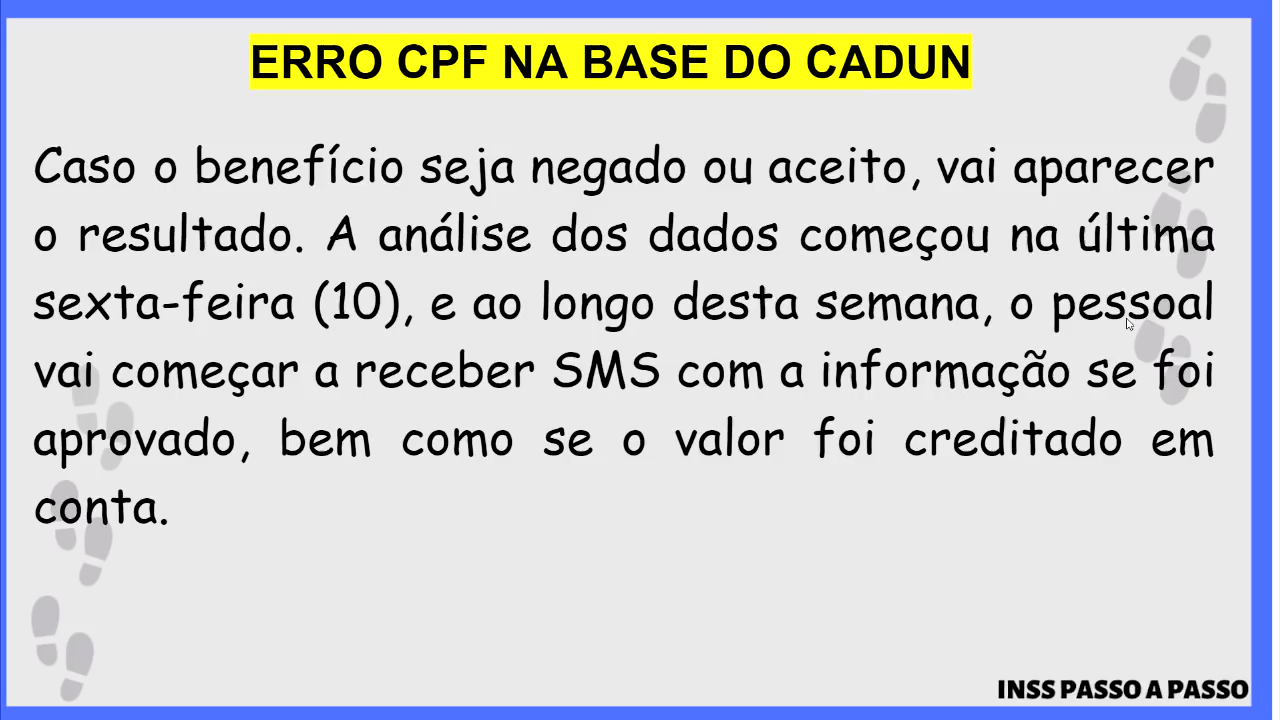 ERRO CPF NA BASE DO CADUN
Caso o benefício seja negado ou aceito, vai aparecer
o resultado. A análise dos dados começou na última
sexta-feira (10), e ao longo desta semana, o pessoal
vai começar a receber SMS com a informação se foi
aprovado, bem como se o valor foi creditado em
conta.
INSS PASSO A PASSO